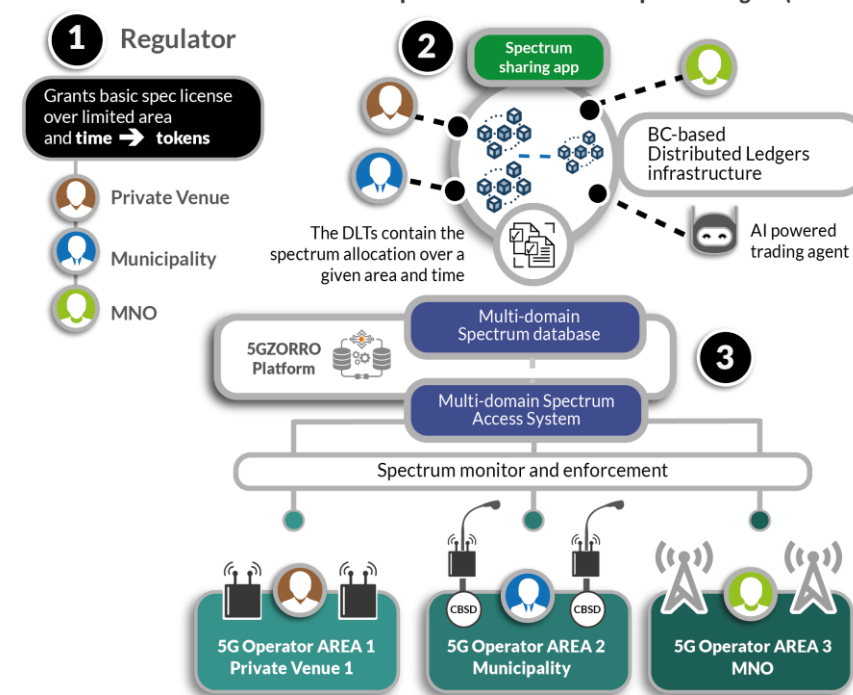 1
Regulator
Grants basic spec license
over limited area
and time → tokens
Private Venue
Municipality
MNO
2
Spectrum
sharing app
BC-based
Distributed Ledgers
infrastructure
AI powered
trading agent
The DLTs contain the
spectrum allocation over a
given area and time
Multi-domain
Spectrum database
5GZORRO
Platform
3
Multi-domain Spectrum
Access System
Spectrum monitor and enforcement
CBSD
CBSD
5G Operator AREA 1
Private Venue 1
5G Operator AREA 2
Municipality
5G Operator AREA 3
MNO